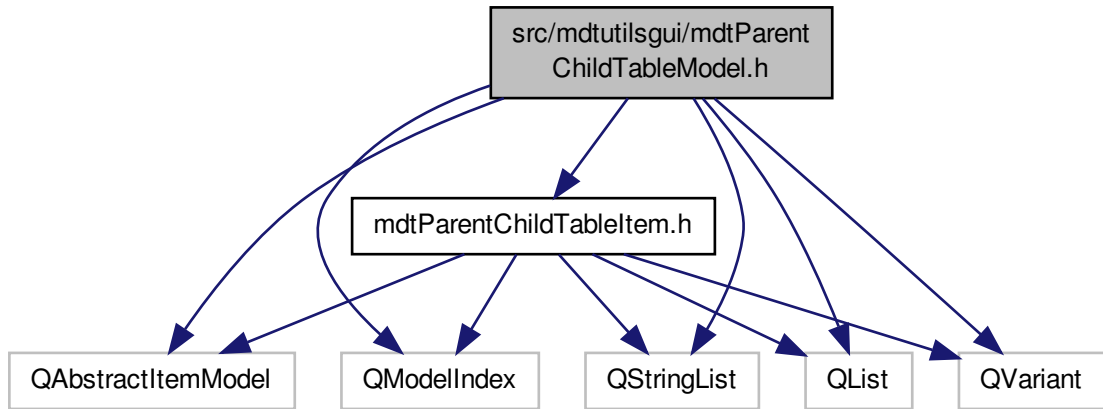 src/mdtutilsgui/mdtParent
ChildTableModel.h
mdtParentChildTableItem.h
QAbstractItemModel
QModelIndex
QStringList
QList
QVariant